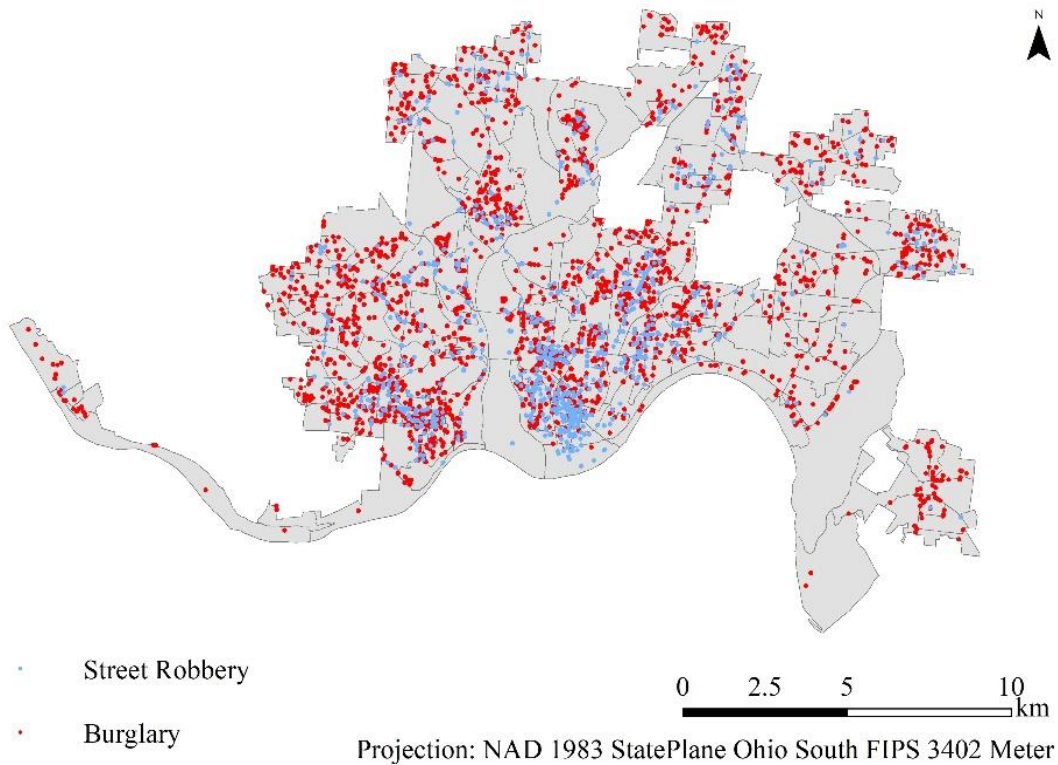 N
Street Robbery
Burglary
0 2.5 5 10
km
Projection: NAD 1983 StatePlane Ohio South FIPS 3402 Meter